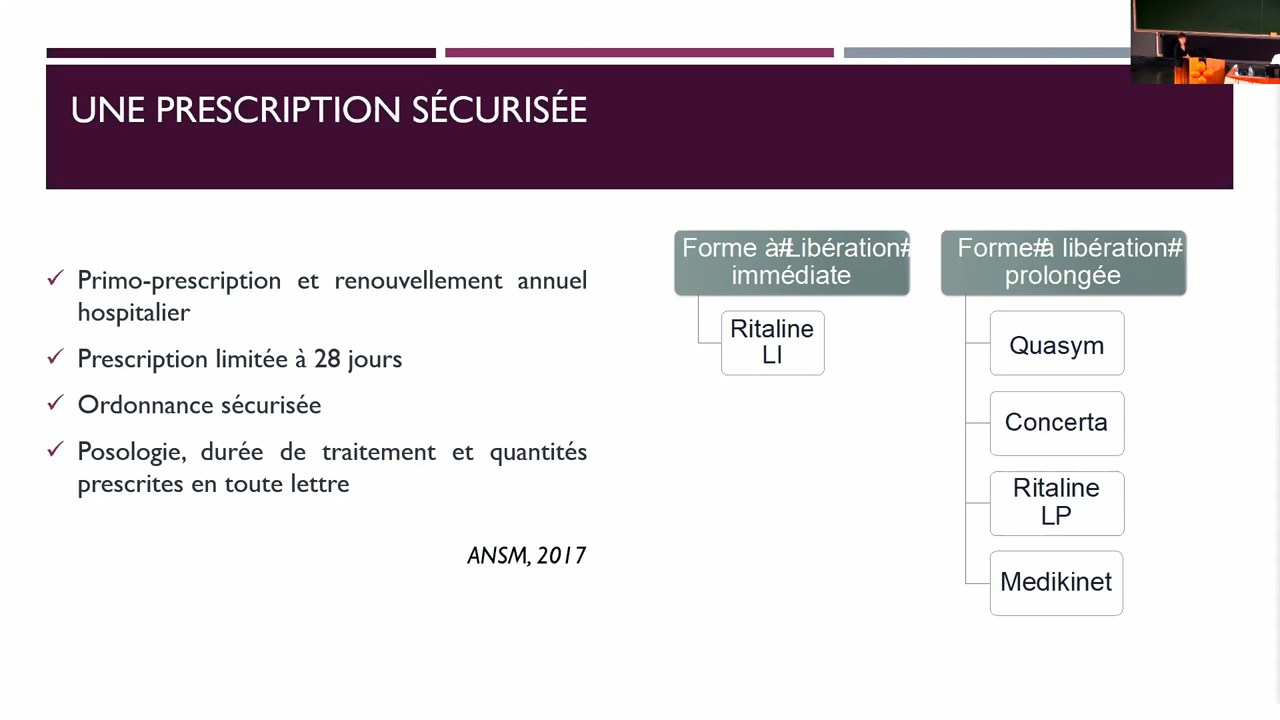 UNE PRESCRIPTION SÉCURISÉE
✓ Primo-prescription et renouvellement annuel
hospitalier
✓ Prescription limitée à 28 jours
✓ Ordonnance sécurisée
✓ Posologie, durée de traitement et quantités
prescrites en toute lettre
ANSM, 2017
Forme à#Libération#
immédiate
Ritaline
LI
Forme#à libération#
prolongée
Quasym
Concerta
Ritaline
LP
Medikinet